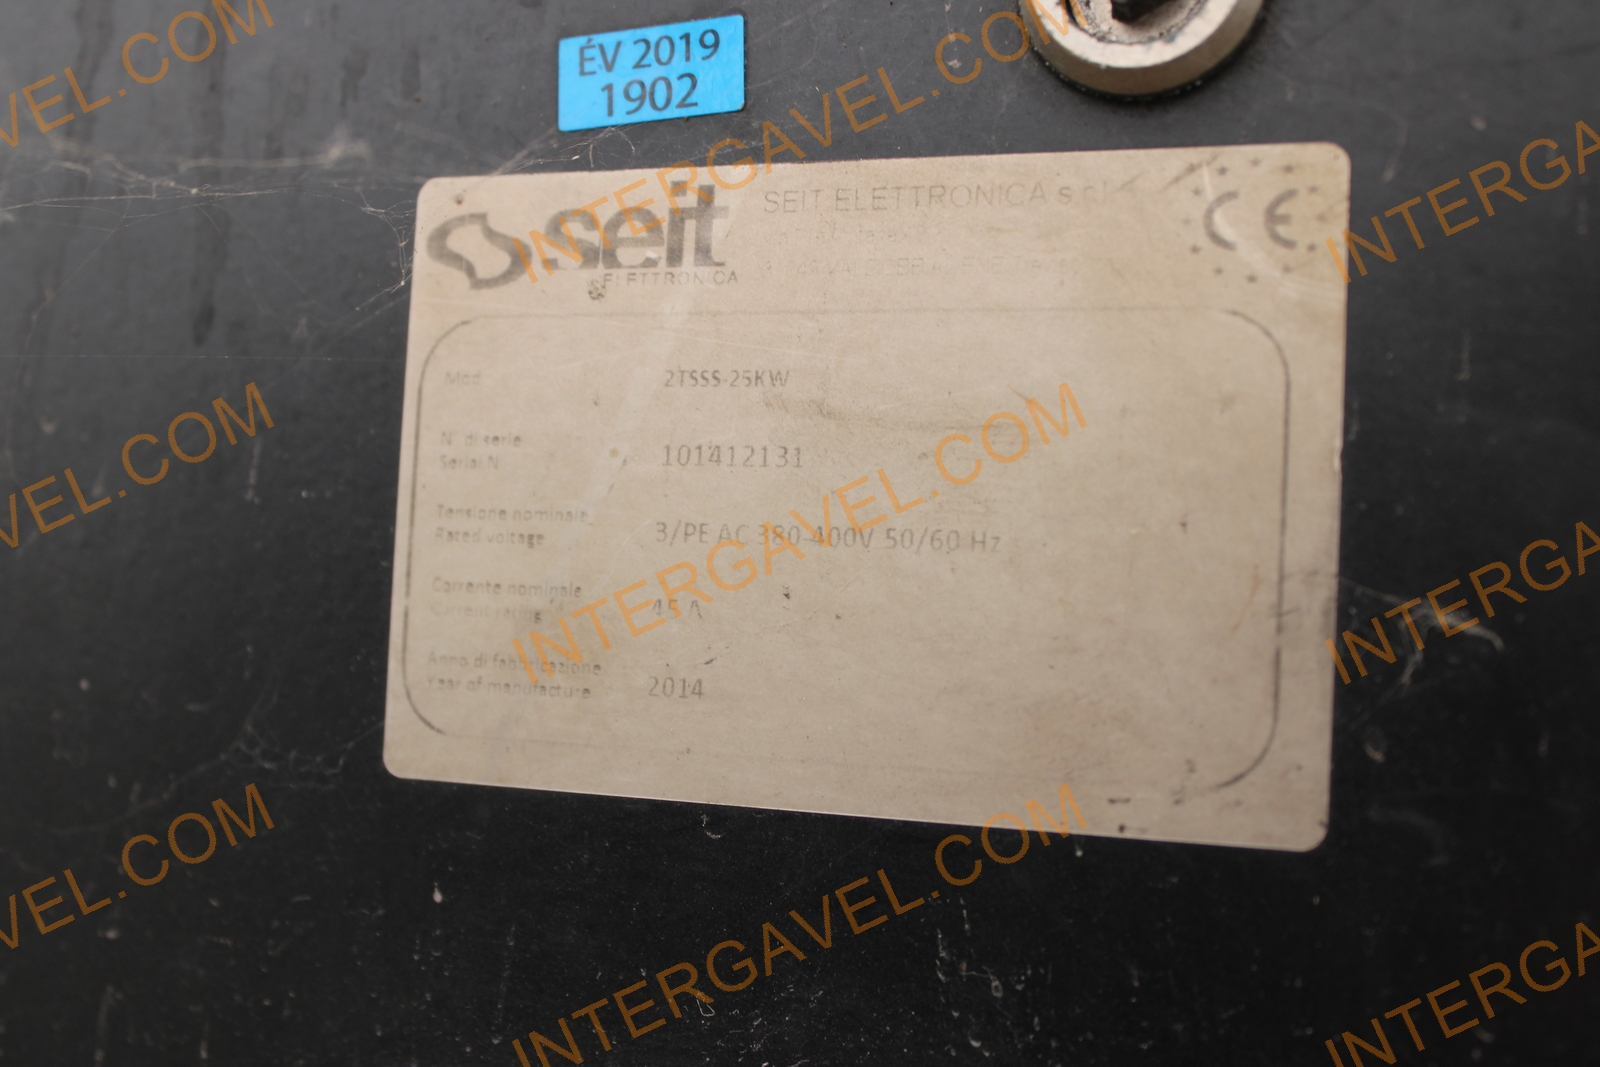 ÉV 2019
1902
seit
ELETTRONICA
SEIT ELETTRONICA s.r.l.
CE
Mod
2TSSS-25KW
N° di serie
Serial N
101412131
Tensione nominale
Rated voltage
3/PE AC 380-400V 50/60 Hz
Corrente nominale
Current rating
45 A
Anno di fabbricazione
Year of manufacture
2014
INTERGAVEL.COM